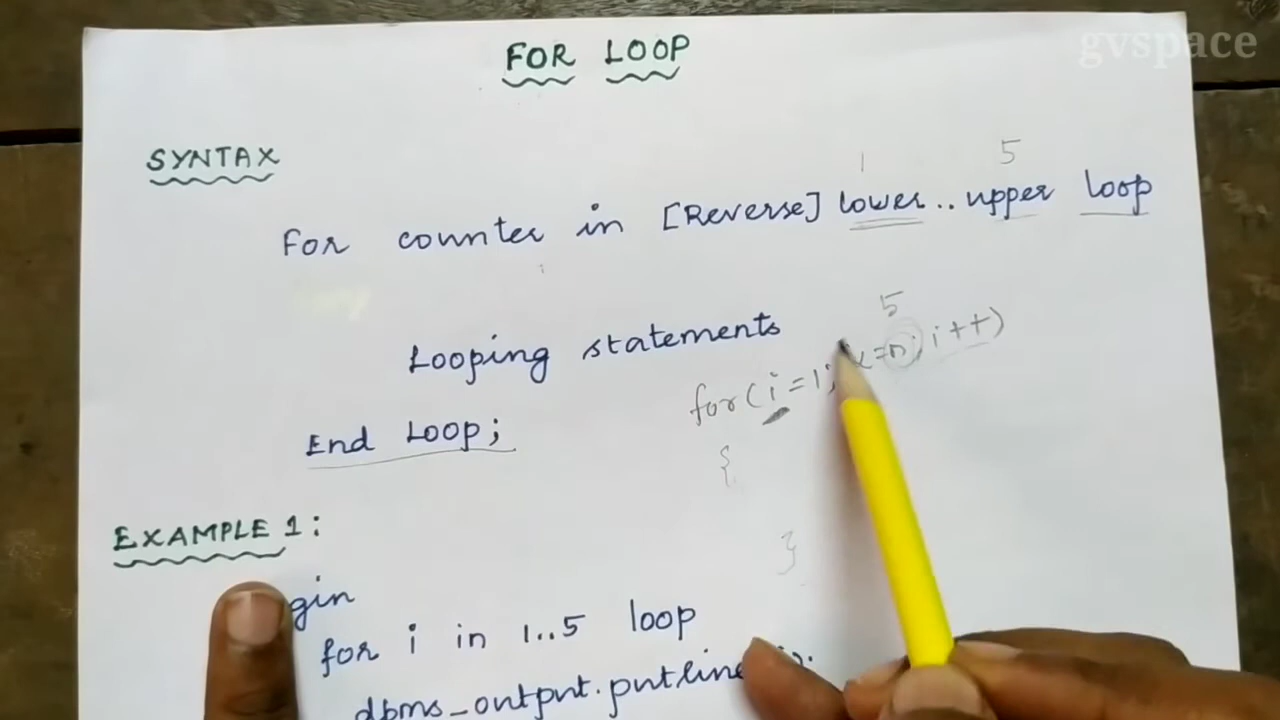 gvspace
FOR LOOP
SYNTAX
1 5
For counter in [Reverse] lower .. upper loop
5
Looping statements
for(i=1; =n; i++)
End Loop;
{
}
EXAMPLE 1:
gin
for i in 1..5 loop
dbms_output.putline